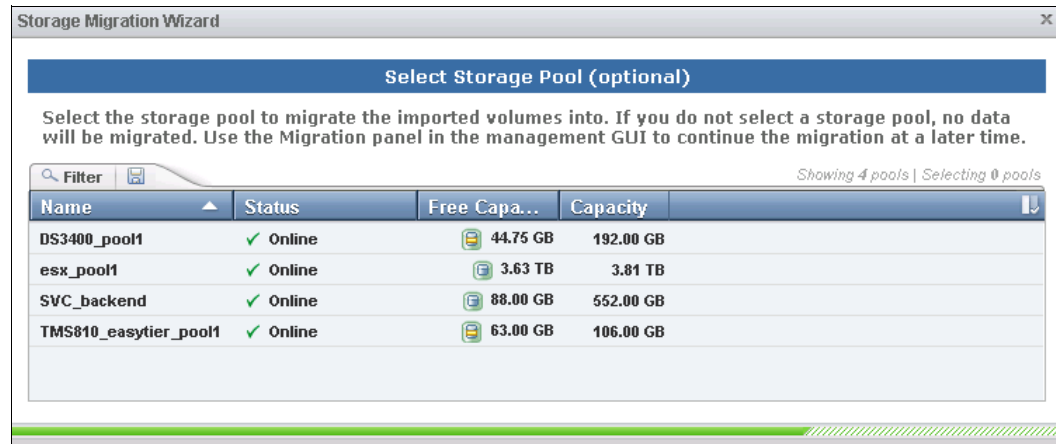 Storage Migration Wizard x
Select Storage Pool (optional)
Select the storage pool to migrate the imported volumes into. If you do not select a storage pool, no data
will be migrated. Use the Migration panel in the management GUI to continue the migration at a later time.
Filter Showing 4 pools | Selecting 0 pools
Name Status Free Capa... Capacity
DS3400_pool1 Online 44.75 GB 192.00 GB
esx_pool1 Online 3.63 TB 3.81 TB
SVC_backend Online 88.00 GB 552.00 GB
TMS810_easytier_pool1 Online 63.00 GB 106.00 GB